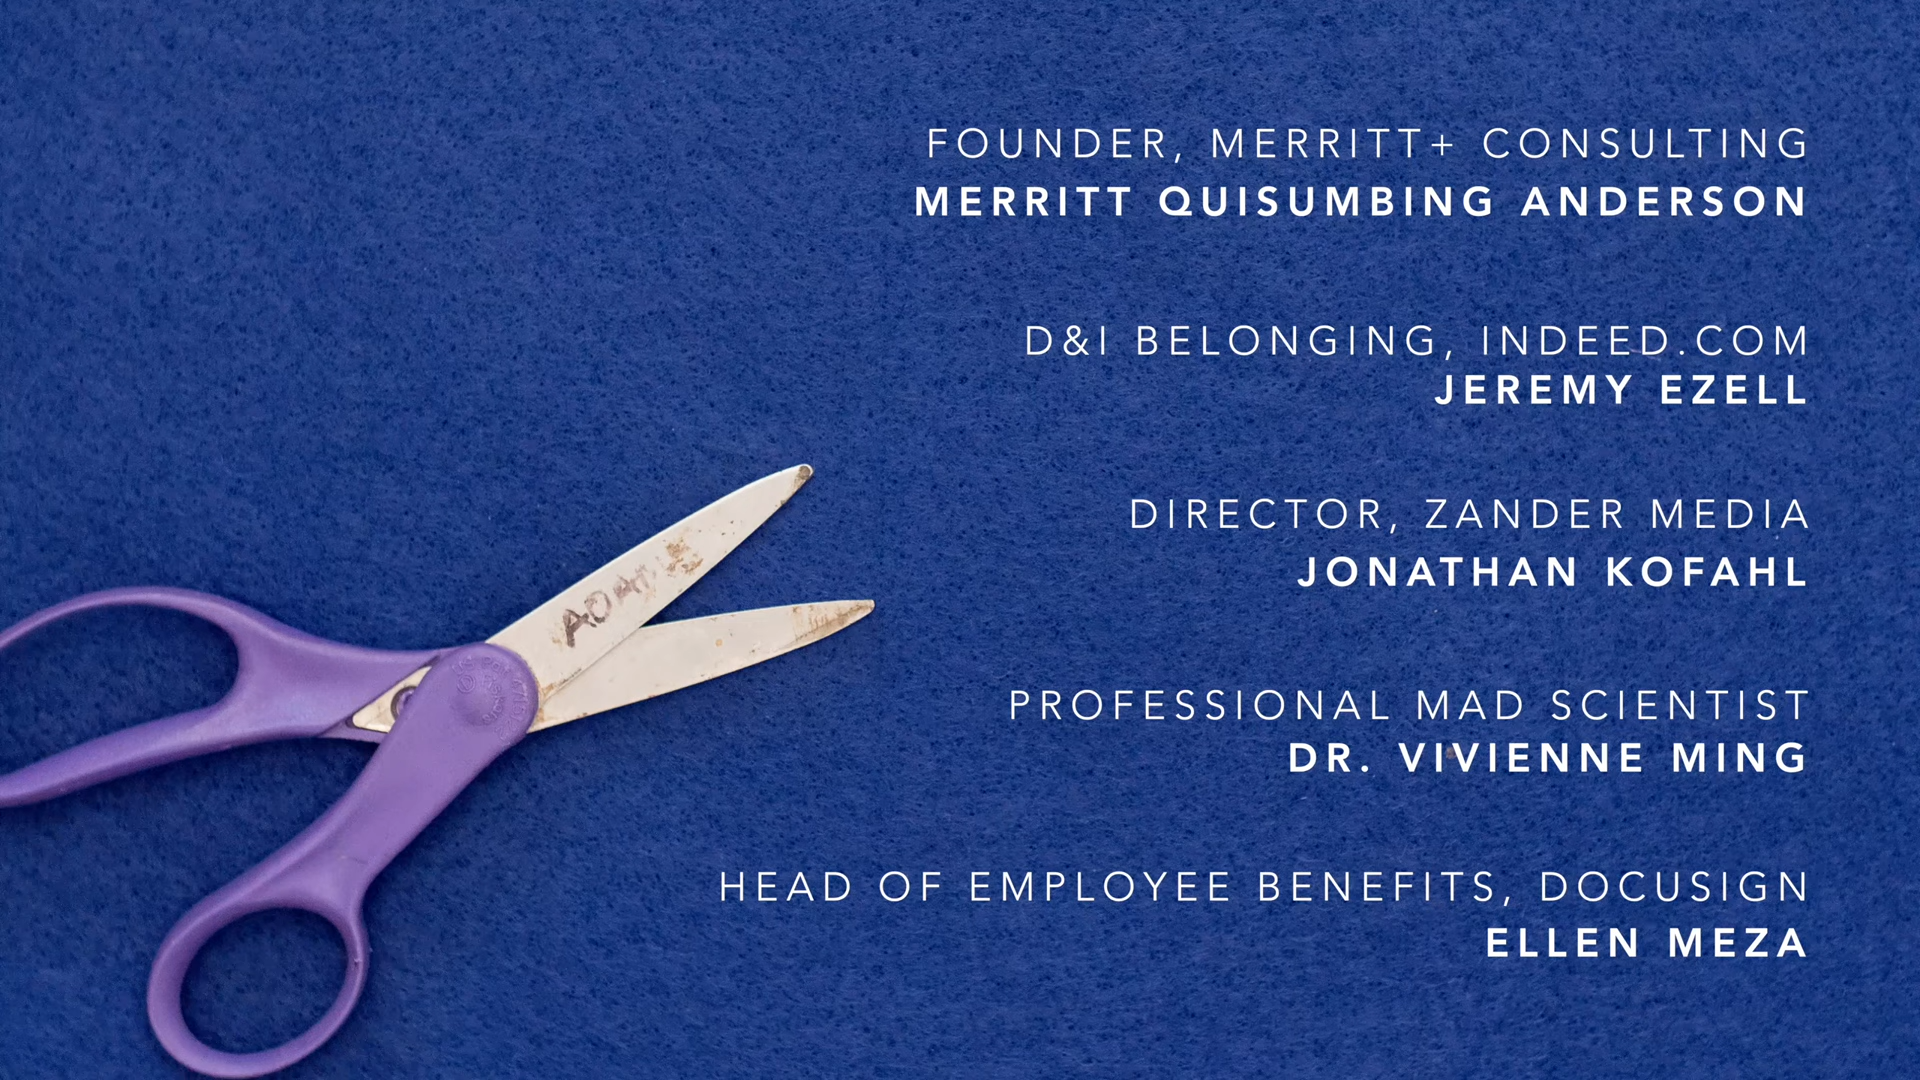 FOUNDER, MERRITT+ CONSULTING
MERRITT QUISUMBING ANDERSON
D&I BELONGING, INDEED.COM
JEREMY EZELL
DIRECTOR, ZANDER MEDIA
JONATHAN KOFAHL
PROFESSIONAL MAD SCIENTIST
DR. VIVIENNE MING
HEAD OF EMPLOYEE BENEFITS, DOCUSIGN
ELLEN MEZA